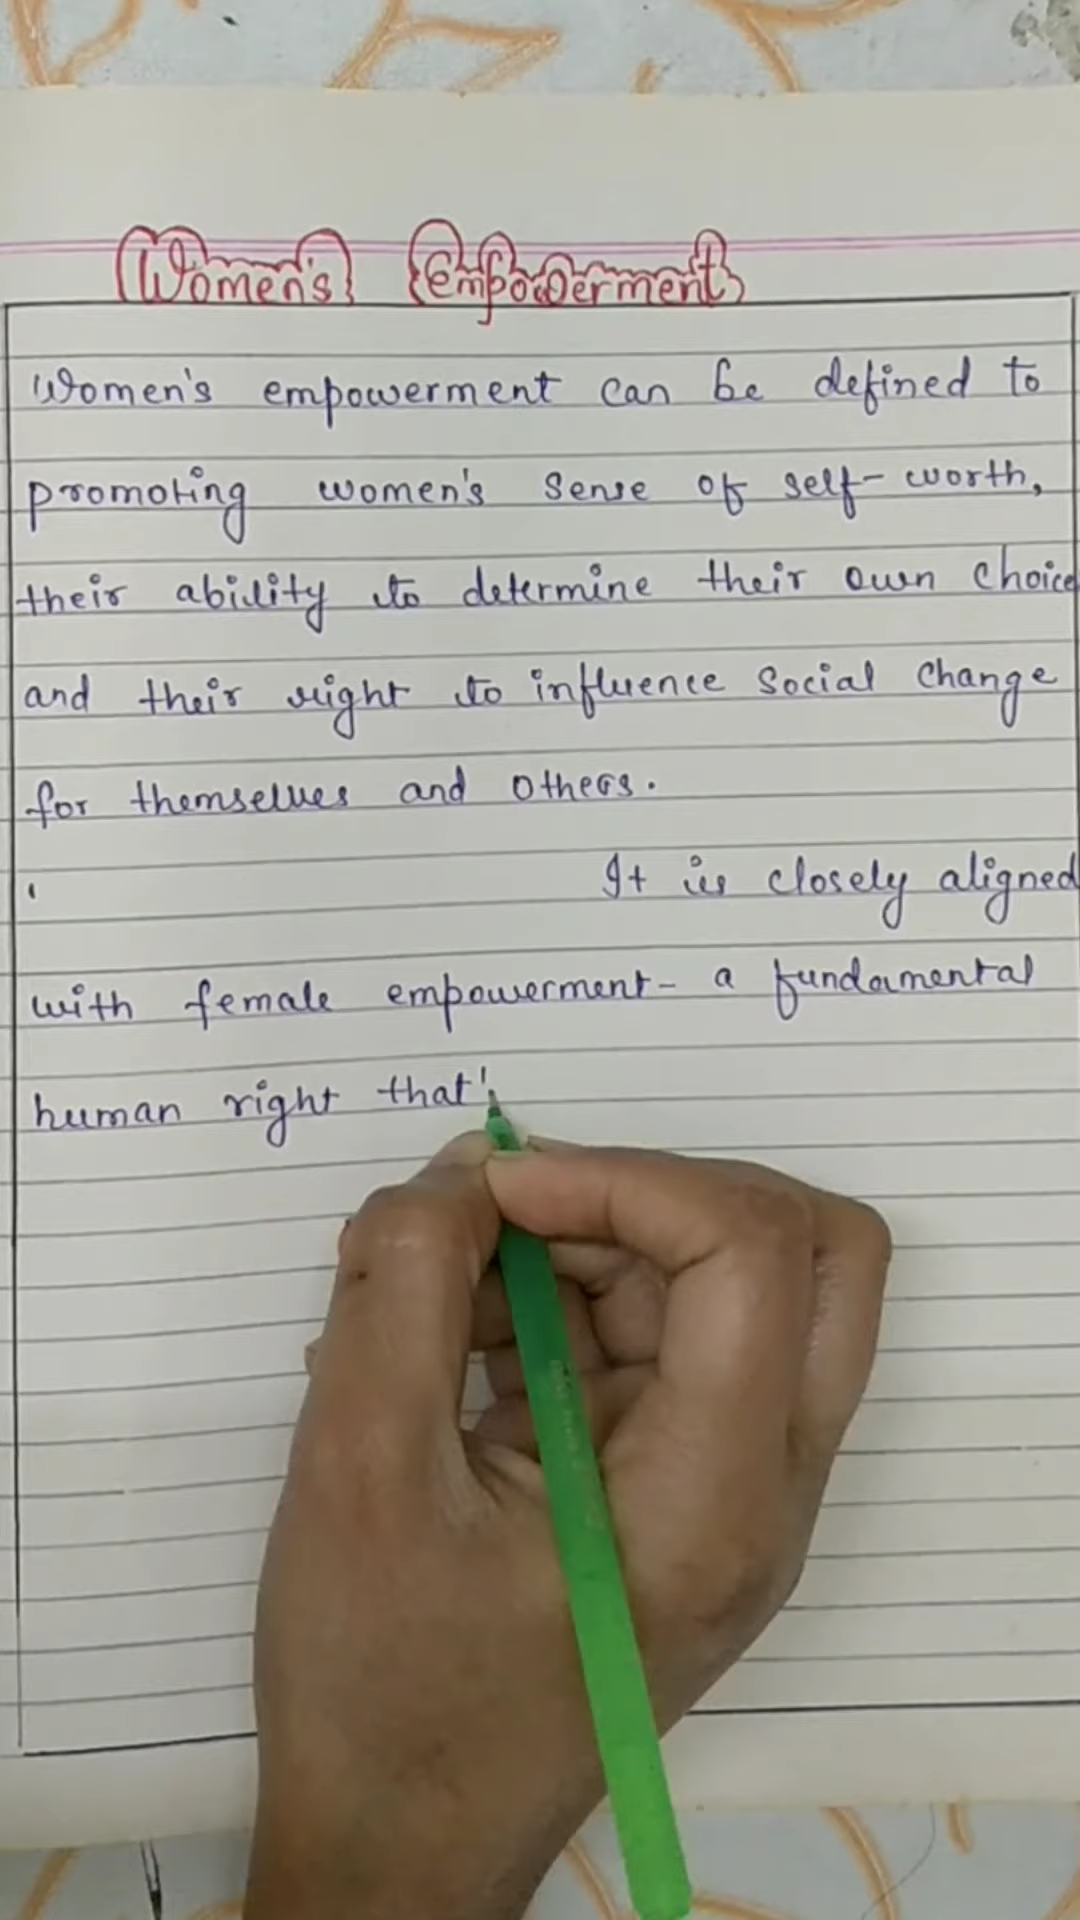 Women's Empowerment
Women's empowerment can be defined to
promoting women's sense of self-worth,
their ability to determine their own choice
and their right to influence social change
for themselves and others.
It is closely aligned
with female empowerment- a fundamental
human right that'